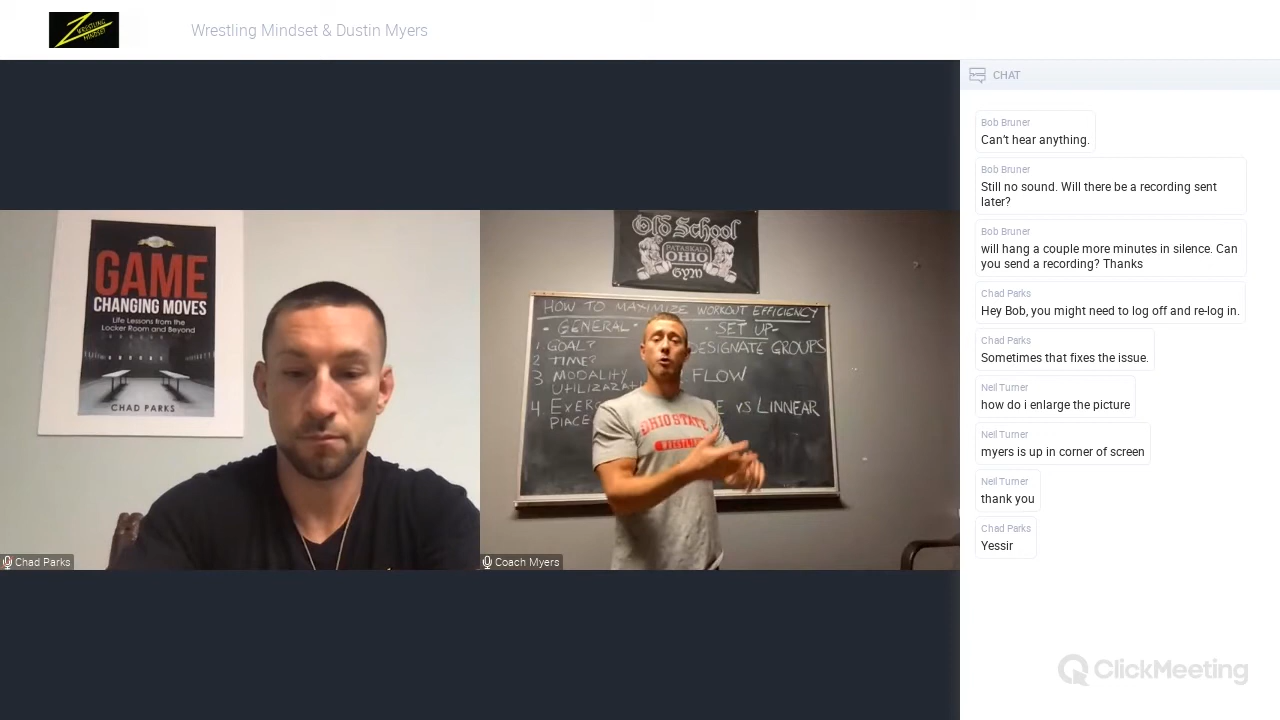 WRESTLING
MINDSET
Wrestling Mindset & Dustin Myers
CHAT
Bob Bruner
Can't hear anything.
Bob Bruner
Still no sound. Will there be a recording sent
later?
Bob Bruner
will hang a couple more minutes in silence. Can
you send a recording? Thanks
Chad Parks
Hey Bob, you might need to log off and re-log in.
Chad Parks
Sometimes that fixes the issue.
Neil Turner
how do i enlarge the picture
Neil Turner
myers is up in corner of screen
Neil Turner
thank you
Chad Parks
Yessir
GAME
CHANGING MOVES
Life Lessons from the
Locker Room and Beyond
CHAD PARKS
Chad Parks
Old School
PATASKALA
OHIO
GYM
HOW TO MAXIMIZE WORKOUT EFFICIENCY
- GENERAL - - SET UP-
1. GOAL? DESIGNATE GROUPS
2 TIME?
3 MODALITY FLOW
4. VS LINNEAR
OHIO STATE
Coach Myers
ClickMeeting